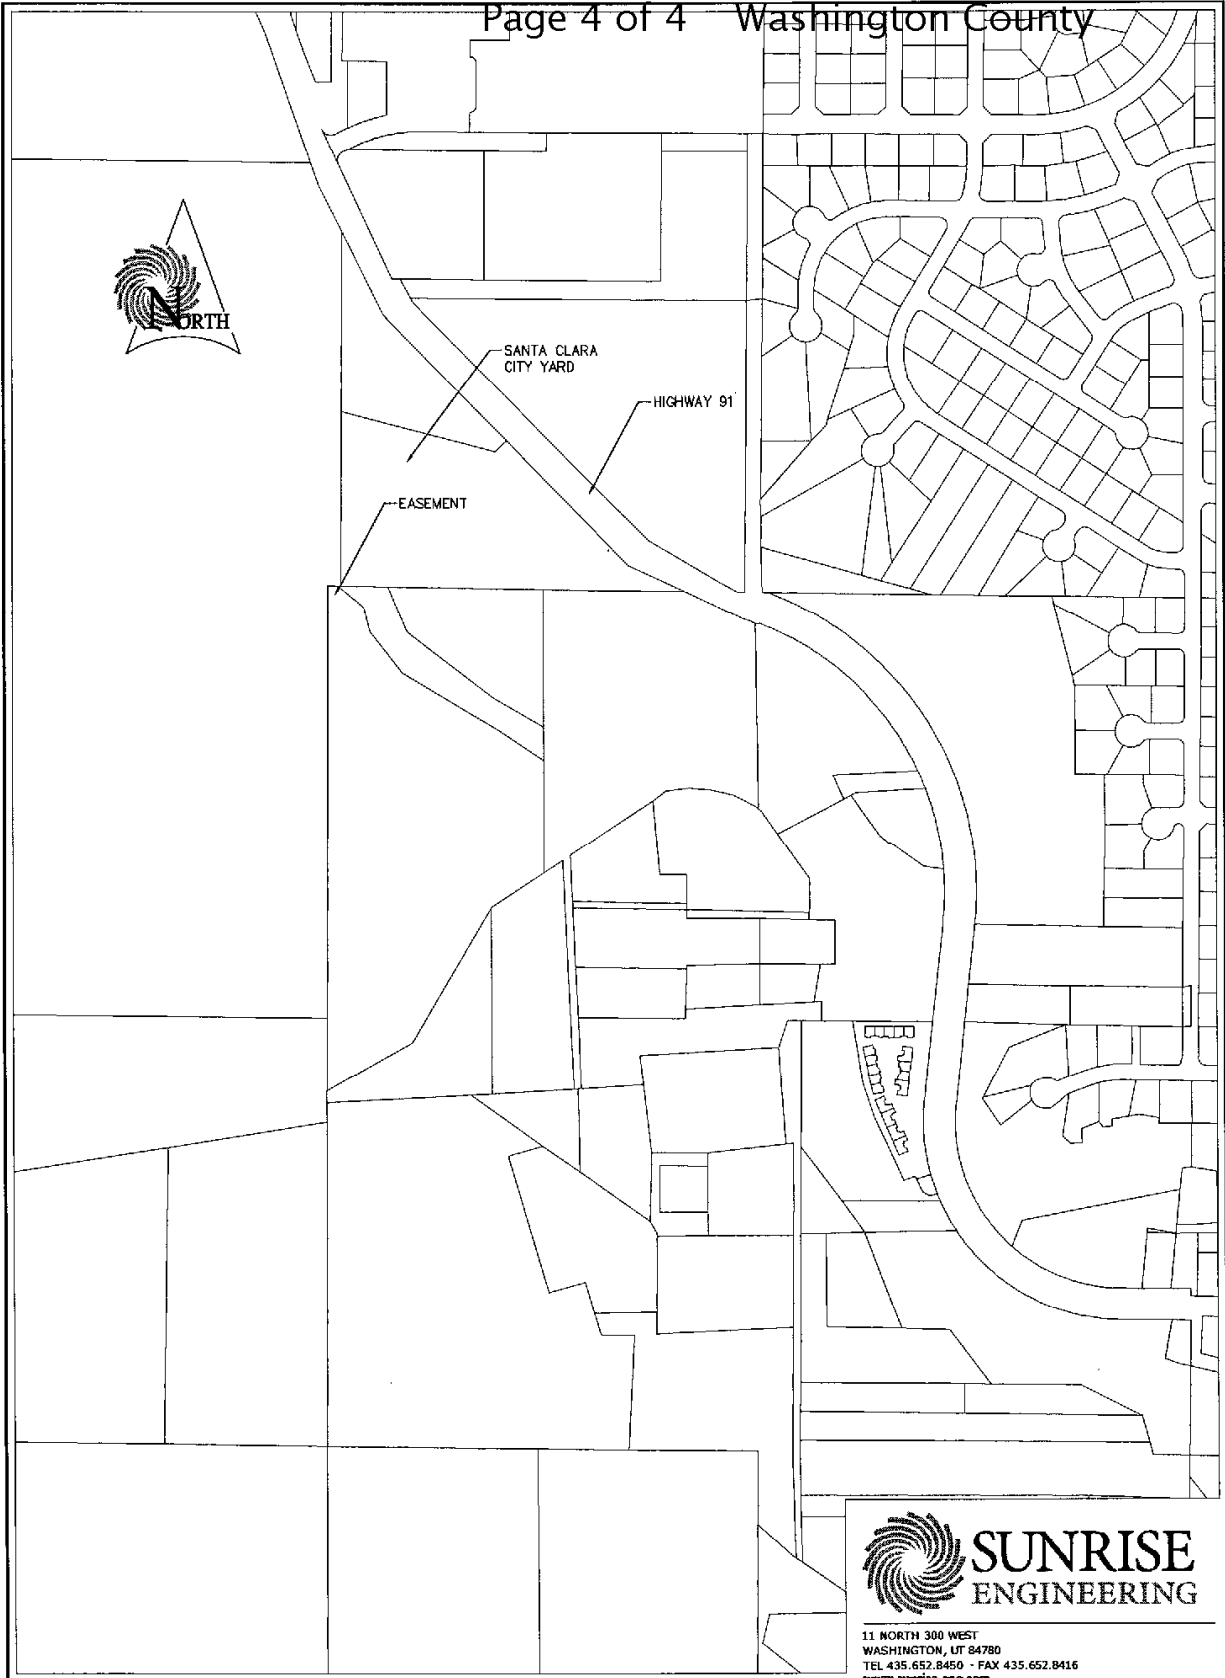 Page 4 of 4 Washington County
NORTH
SANTA CLARA
CITY YARD
HIGHWAY 91
EASEMENT
SUNRISE
ENGINEERING
11 NORTH 300 WEST
WASHINGTON, UT 84780
TEL 435.652.8450 - FAX 435.652.8416